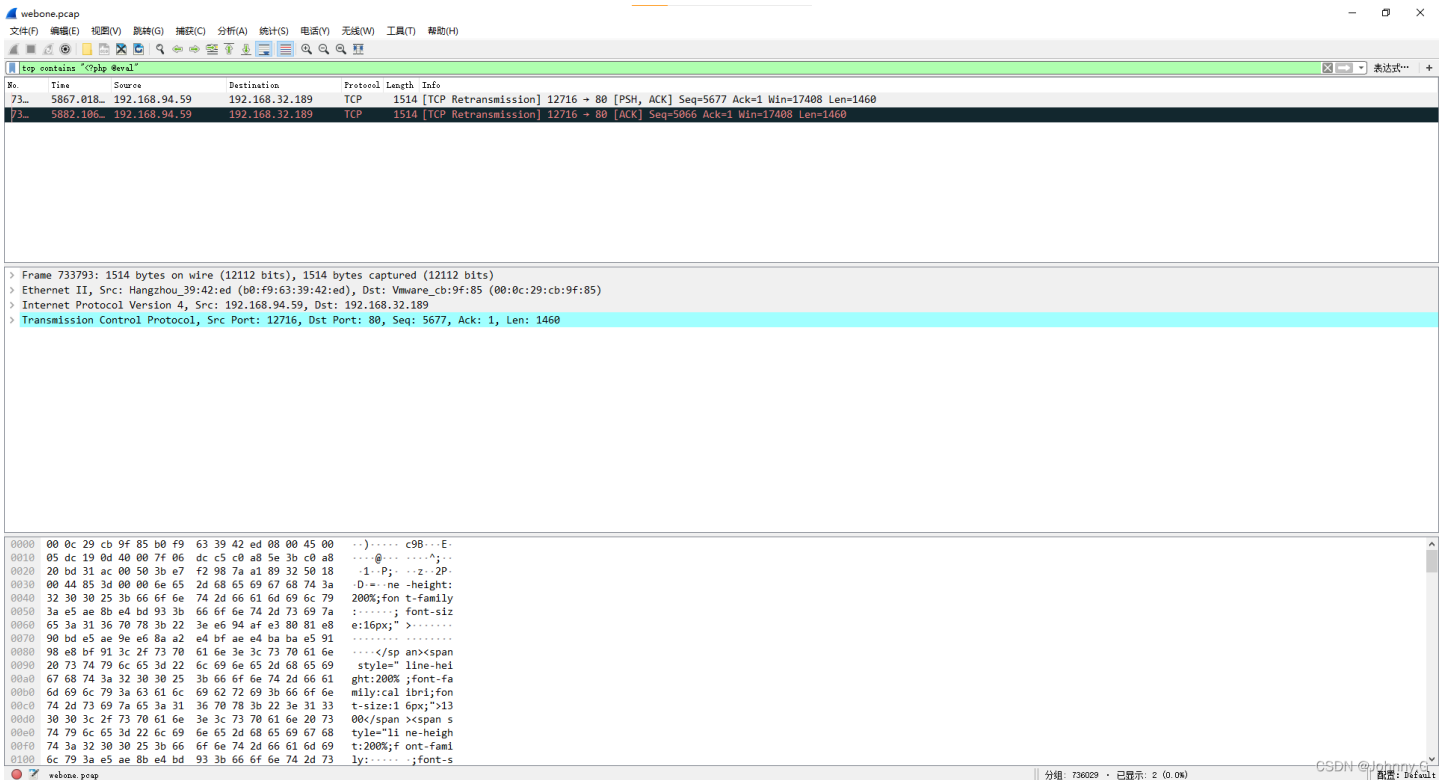 webone.pcap
文件(F) 编辑(E) 视图(V) 跳转(G) 捕获(C) 分析(A) 统计(S) 电话(Y) 无线(W) 工具(T) 帮助(H)
tcp contains "<?php @eval" 表达式… +
No. Time Source Destination Protocol Length Info
73… 5867.018… 192.168.94.59 192.168.32.189 TCP 1514 [TCP Retransmission] 12716 → 80 [PSH, ACK] Seq=5677 Ack=1 Win=17408 Len=1460
73… 5882.106… 192.168.94.59 192.168.32.189 TCP 1514 [TCP Retransmission] 12716 → 80 [ACK] Seq=5066 Ack=1 Win=17408 Len=1460
Frame 733793: 1514 bytes on wire (12112 bits), 1514 bytes captured (12112 bits)
Ethernet II, Src: Hangzhou_39:42:ed (b0:f9:63:39:42:ed), Dst: Vmware_cb:9f:85 (00:0c:29:cb:9f:85)
Internet Protocol Version 4, Src: 192.168.94.59, Dst: 192.168.32.189
Transmission Control Protocol, Src Port: 12716, Dst Port: 80, Seq: 5677, Ack: 1, Len: 1460
0000 00 0c 29 cb 9f 85 b0 f9 63 39 42 ed 08 00 45 00 ··)····· c9B···E·
0010 05 dc 19 0d 40 00 7f 06 dc c5 c0 a8 5e 3b c0 a8 ····@··· ····^;··
0020 20 bd 31 ac 00 50 3b e7 f2 98 7a a1 89 32 50 18  ·1··P;· ··z··2P·
0030 00 44 85 3d 00 00 6e 65 2d 68 65 69 67 68 74 3a ·D·=··ne -height:
0040 32 30 30 25 3b 66 6f 6e 74 2d 66 61 6d 69 6c 79 200%;fon t-family
0050 3a e5 ae 8b e4 bd 93 3b 66 6f 6e 74 2d 73 69 7a :······; font-siz
0060 65 3a 31 36 70 78 3b 22 3e e6 94 af e3 80 81 e8 e:16px;" >·······
0070 90 bd e5 ae 9e e6 8a a2 e4 bf ae e4 ba ba e5 91 ········ ········
0080 98 e8 bf 91 3c 2f 73 70 61 6e 3e 3c 73 70 61 6e ····</sp an><span
0090 20 73 74 79 6c 65 3d 22 6c 69 6e 65 2d 68 65 69  style=" line-hei
00a0 67 68 74 3a 32 30 30 25 3b 66 6f 6e 74 2d 66 61 ght:200% ;font-fa
00b0 6d 69 6c 79 3a 63 61 6c 69 62 72 69 3b 66 6f 6e mily:cal ibri;fon
00c0 74 2d 73 69 7a 65 3a 31 36 70 78 3b 22 3e 31 33 t-size:1 6px;">13
00d0 30 30 3c 2f 73 70 61 6e 3e 3c 73 70 61 6e 20 73 00</span ><span s
00e0 74 79 6c 65 3d 22 6c 69 6e 65 2d 68 65 69 67 68 tyle="li ne-heigh
00f0 74 3a 32 30 30 25 3b 66 6f 6e 74 2d 66 61 6d 69 t:200%;f ont-fami
0100 6c 79 3a e5 ae 8b e4 bd 93 3b 66 6f 6e 74 2d 73 ly:····· ·;font-s
CSDN @Johnny.G
webone.pcap 分组: 736029 · 已显示: 2 (0.0%) 配置: Default